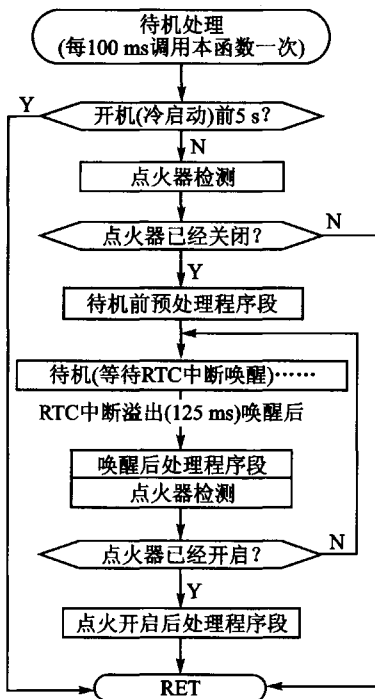 待机处理
(每100 ms调用本函数一次)
Y
开机(冷启动)前5 s?
N
点火器检测
N
点火器已经关闭?
Y
待机前预处理程序段
待机(等待RTC中断唤醒)……
RTC中断溢出(125 ms)唤醒后
唤醒后处理程序段
点火器检测
点火器已经开启?
N
Y
点火开启后处理程序段
RET